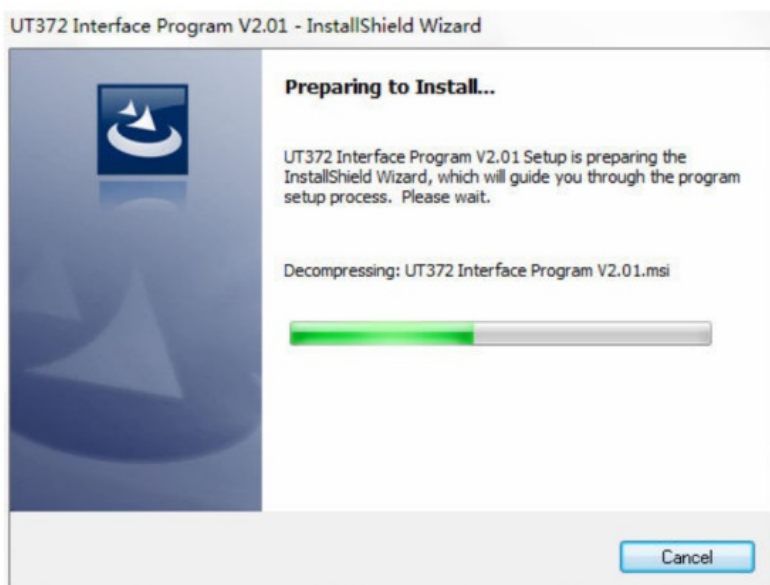 UT372 Interface Program V2.01 - InstallShield Wizard
Preparing to Install...
UT372 Interface Program V2.01 Setup is preparing the
InstallShield Wizard, which will guide you through the program
setup process. Please wait.
Decompressing: UT372 Interface Program V2.01.msi
Cancel